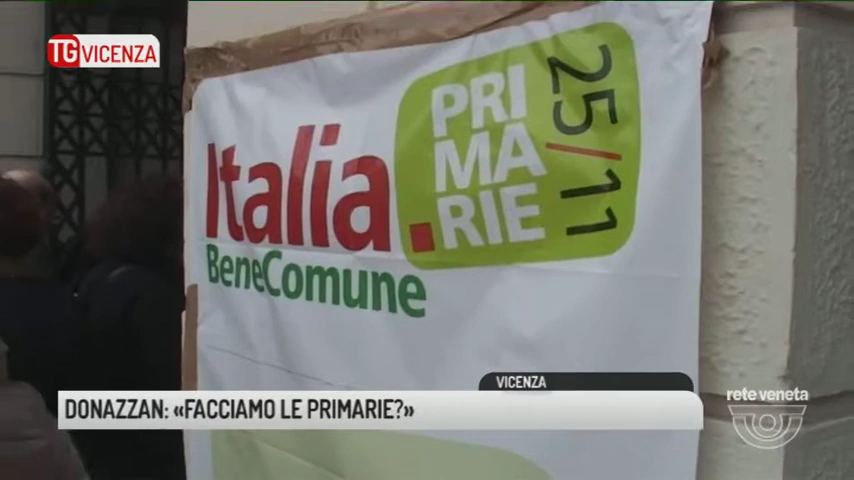 TG VICENZA
PRI
MA
RIE
25/11
Italia.
BeneComune
VICENZA
DONAZZAN: «FACCIAMO LE PRIMARIE?»
rete veneta